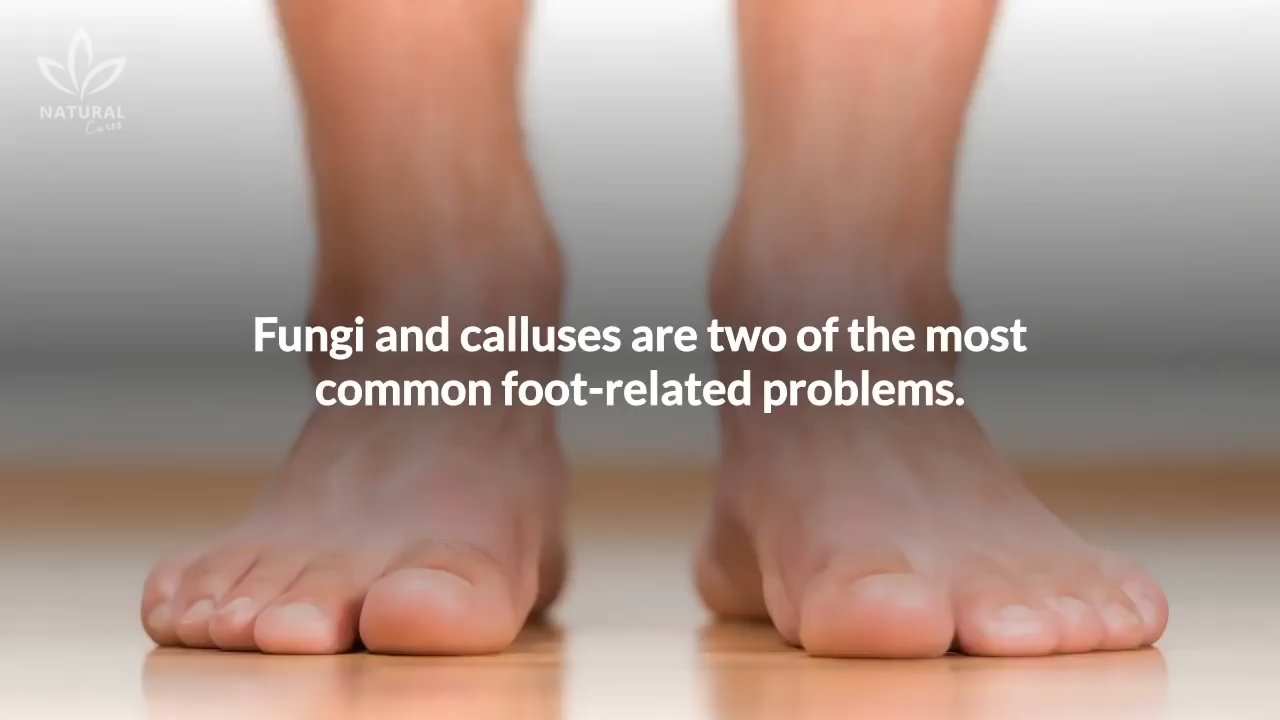 NATURAL
Cures
Fungi and calluses are two of the most
common foot-related problems.